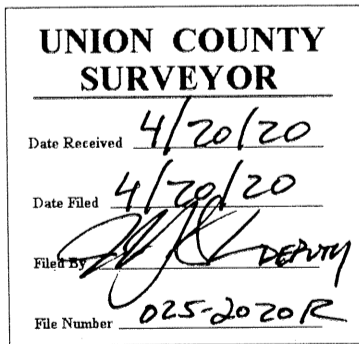 UNION COUNTY
SURVEYOR
Date Received 4/20/20
Date Filed 4/20/20
Filed By DEPUTY
File Number 025-2020R